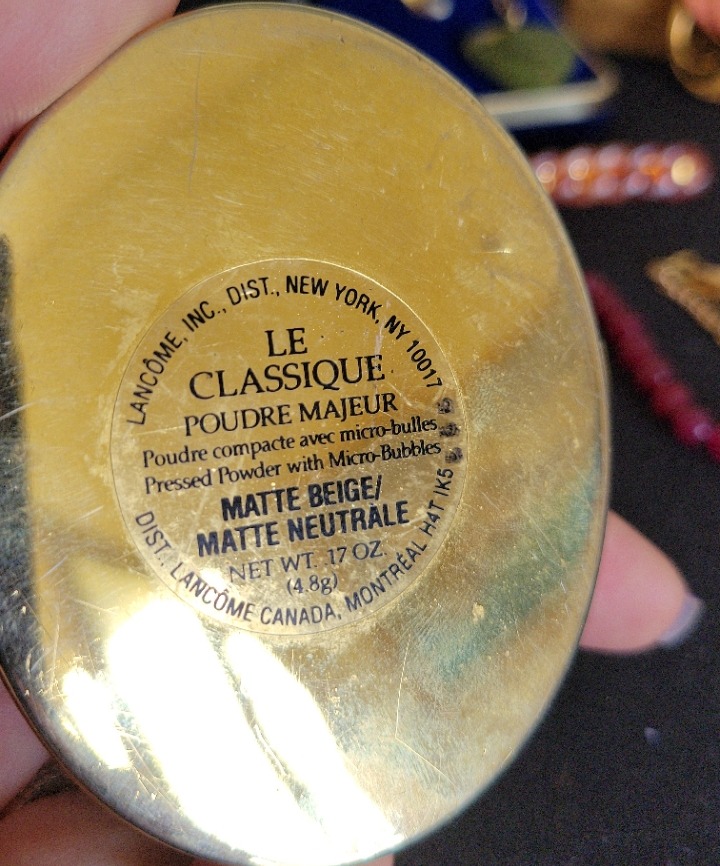 LANCÔME, INC., DIST., NEW YORK, NY 10017
LE
CLASSIQUE
POUDRE MAJEUR
Poudre compacte avec micro-bulles
Pressed Powder with Micro-Bubbles
MATTE BEIGE/
MATTE NEUTRALE
NET WT. .17 OZ.
(4.8g)
DIST., LANCÔME CANADA, MONTRÉAL H4T IK5